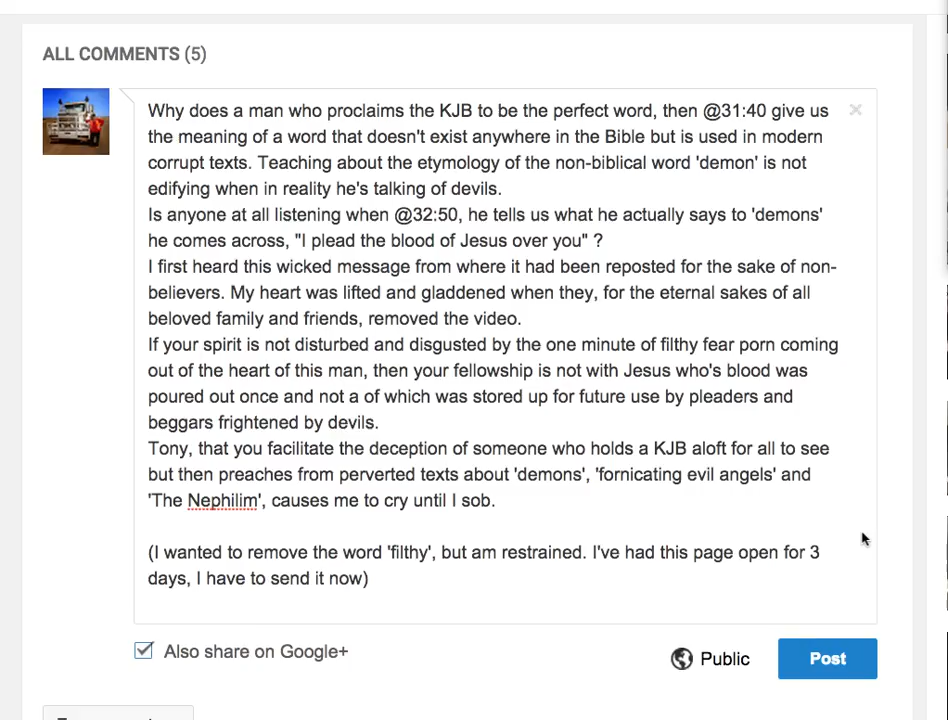 ALL COMMENTS (5)
Why does a man who proclaims the KJB to be the perfect word, then @31:40 give us
the meaning of a word that doesn't exist anywhere in the Bible but is used in modern
corrupt texts. Teaching about the etymology of the non-biblical word 'demon' is not
edifying when in reality he's talking of devils.
Is anyone at all listening when @32:50, he tells us what he actually says to 'demons'
he comes across, "I plead the blood of Jesus over you" ?
I first heard this wicked message from where it had been reposted for the sake of non-
believers. My heart was lifted and gladdened when they, for the eternal sakes of all
beloved family and friends, removed the video.
If your spirit is not disturbed and disgusted by the one minute of filthy fear porn coming
out of the heart of this man, then your fellowship is not with Jesus who's blood was
poured out once and not a of which was stored up for future use by pleaders and
beggars frightened by devils.
Tony, that you facilitate the deception of someone who holds a KJB aloft for all to see
but then preaches from perverted texts about 'demons', 'fornicating evil angels' and
'The Nephilim', causes me to cry until I sob.
(I wanted to remove the word 'filthy', but am restrained. I've had this page open for 3
days, I have to send it now)
Also share on Google+
Public
Post